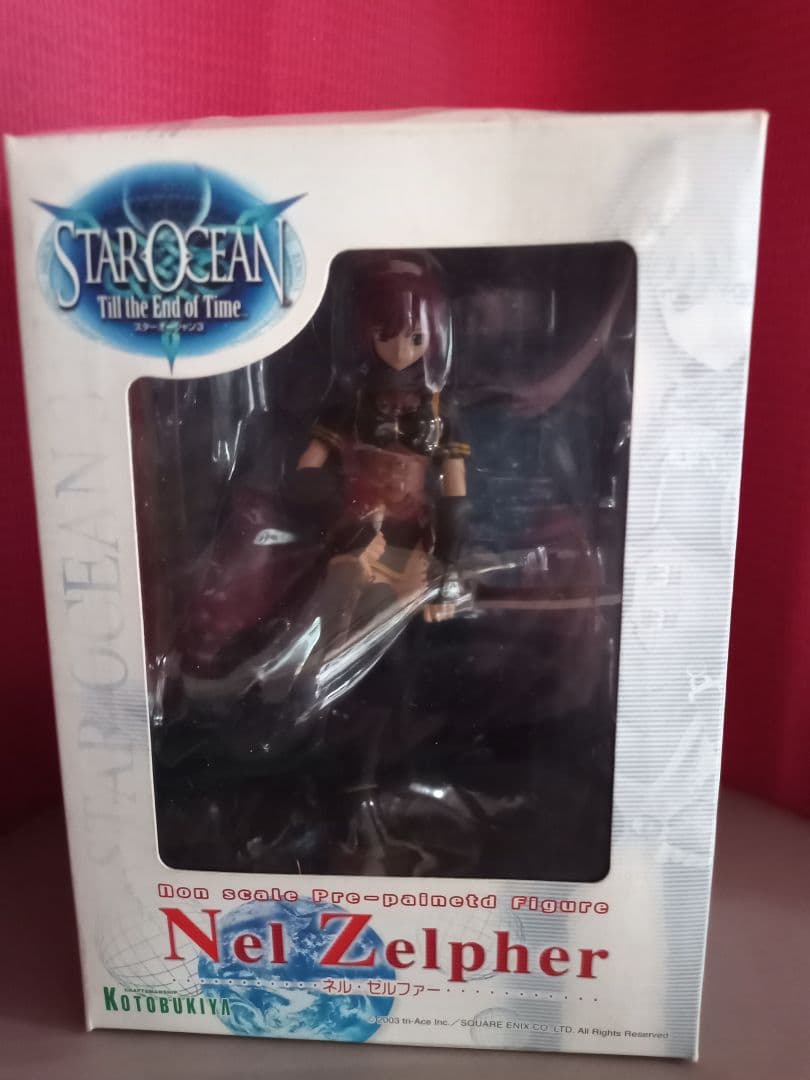 STAR OCEAN
Till the End of Time
スターオーシャン3
STAR OCEAN
Non scale Pre-painetd Figure
Nel Zelpher
ネル・ゼルファー
CRAFTSMANSHIP
KOTOBUKIYA
© 2003 tri-Ace Inc.／SQUARE ENIX CO., LTD. All Rights Reserved